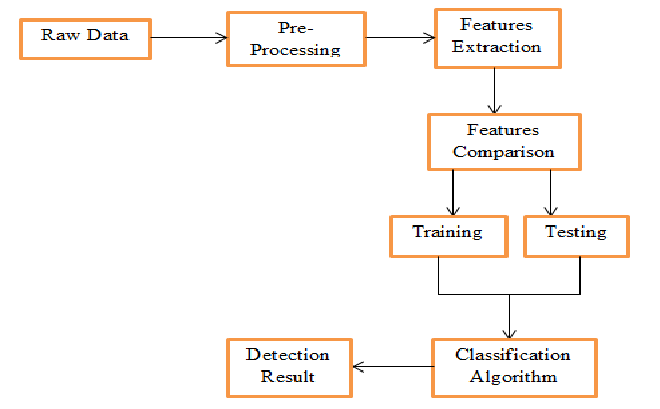 Raw Data
Pre-
Processing
Features
Extraction
Features
Comparison
Training
Testing
Detection
Result
Classification
Algorithm